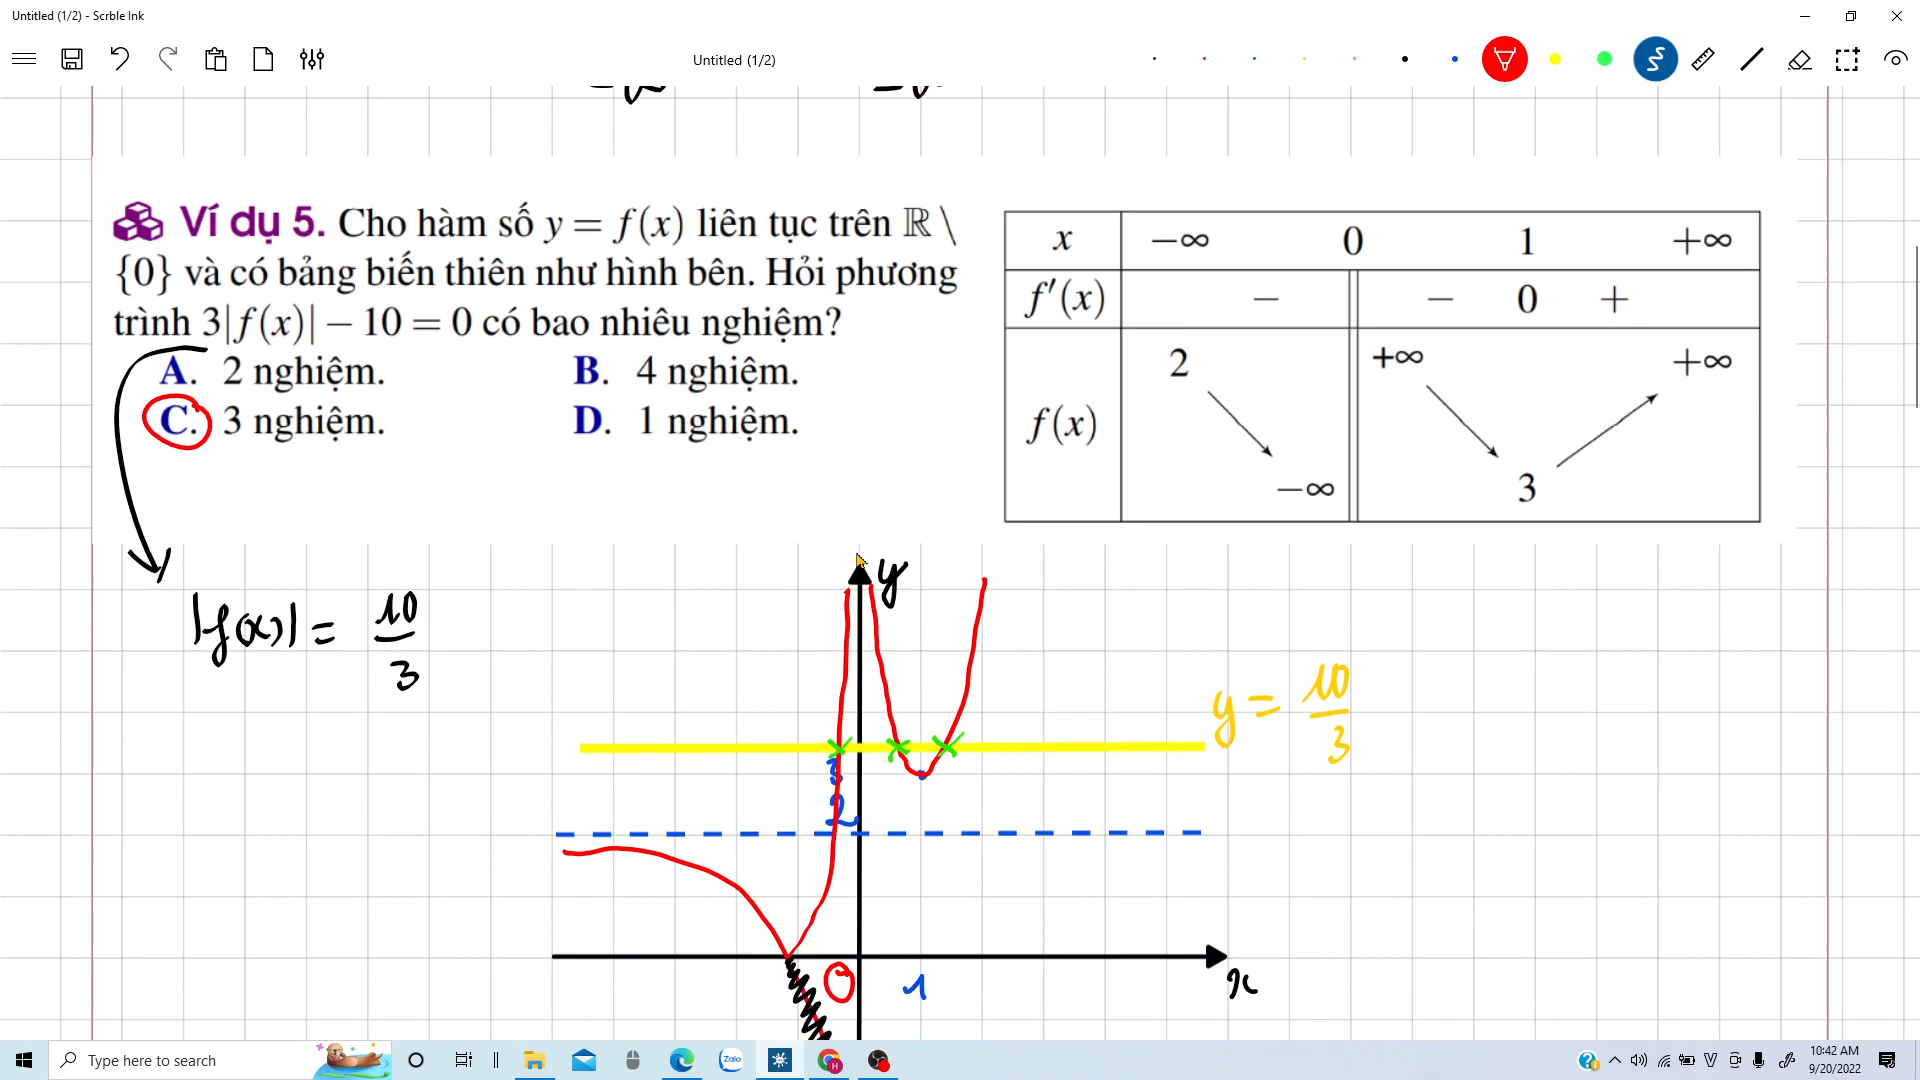 Untitled (1/2) - Scrble Ink
Untitled (1/2)
Ví dụ 5. Cho hàm số y = f(x) liên tục trên ℝ \
{0} và có bảng biến thiên như hình bên. Hỏi phương
trình 3|f(x)| − 10 = 0 có bao nhiêu nghiệm?
A. 2 nghiệm. B. 4 nghiệm.
C. 3 nghiệm. D. 1 nghiệm.
x −∞ 0 1 +∞
f′(x) − − 0 +
2 +∞ +∞
f(x)
−∞ 3
y
|f(x)| = 10/3
y = 10/3
3
2
0 1 x
Type here to search
Zalo
H
10:42 AM
9/20/2022